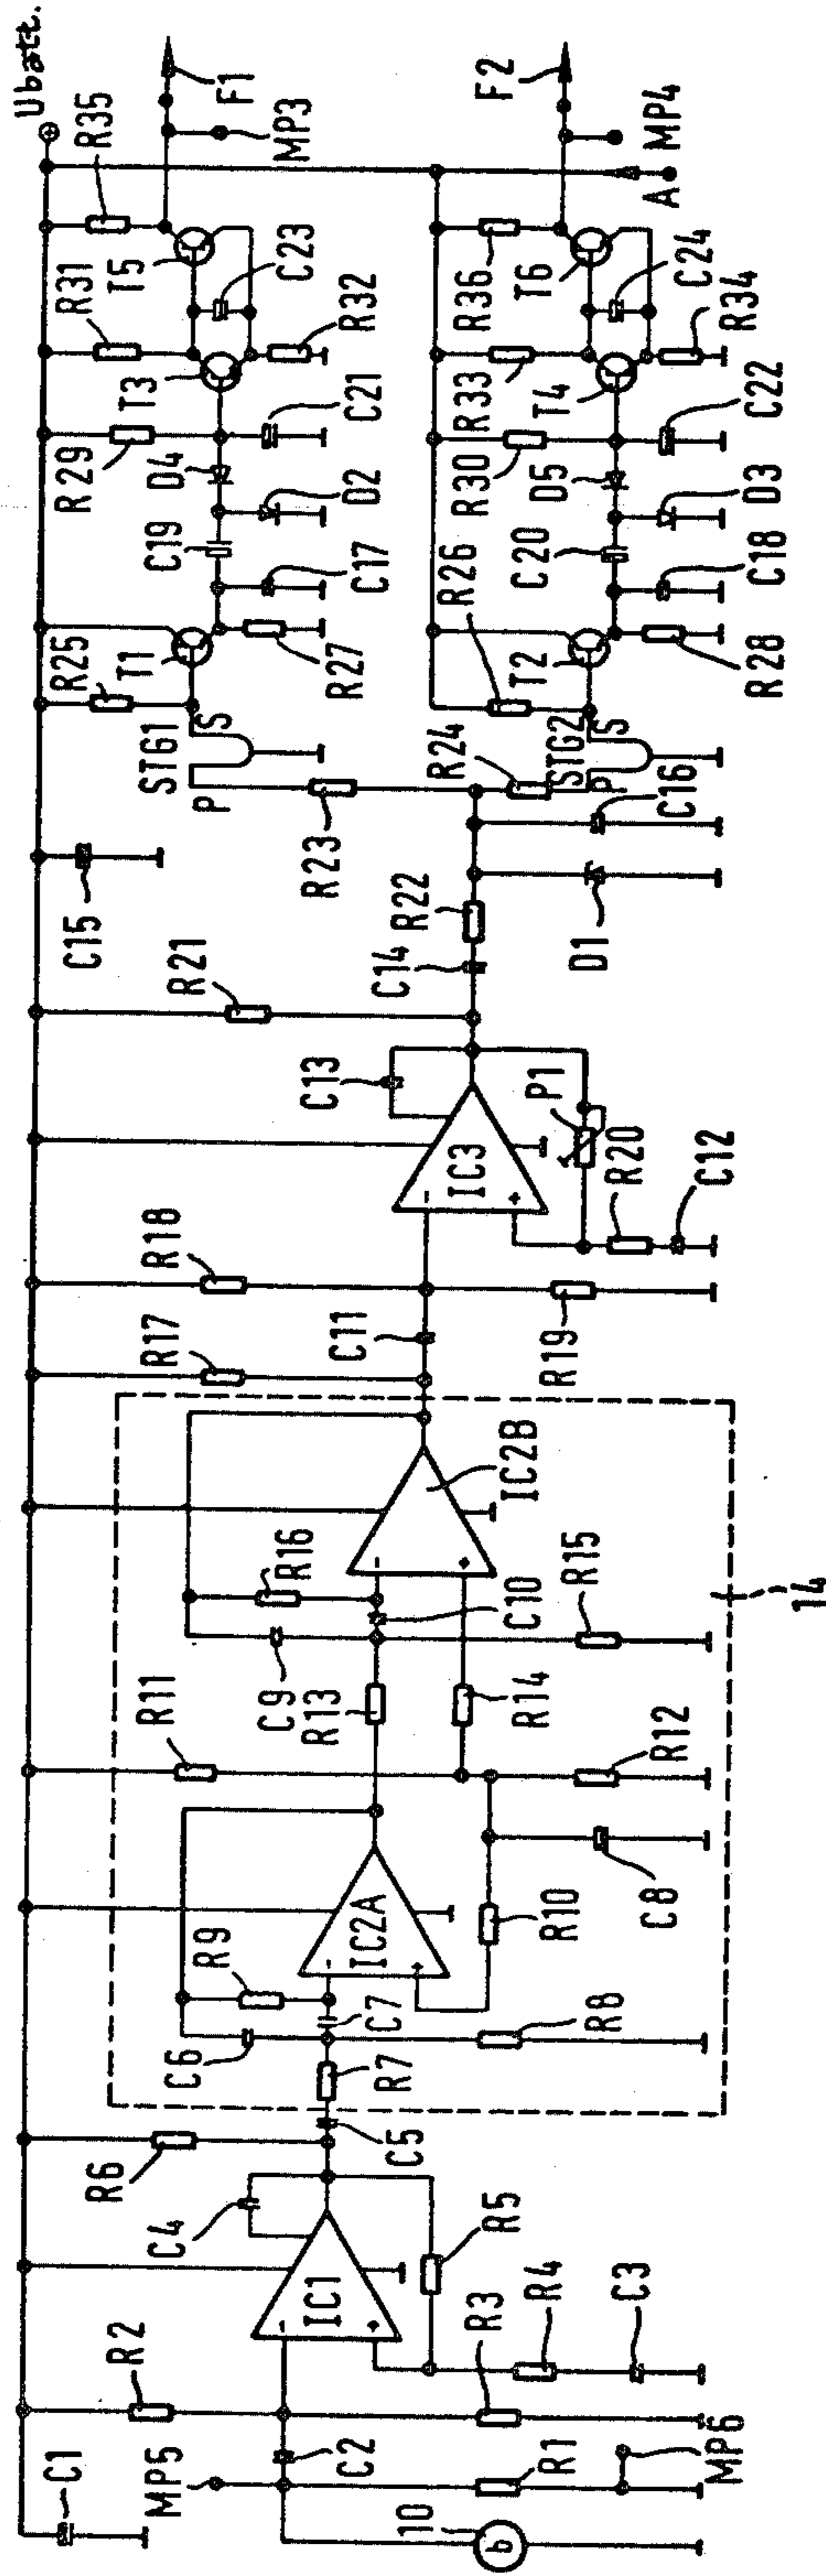 Ubatt.
C1
R2
R6
C4
C6
R9
R11
C9
R16
R17
R18
C13
R21
C15
R25
R29
R31
R35
STG1
P
S
T1
C19
D4
T3
T5
F1
MP3
C23
R32
C21
D2
C17
R27
R23
MP5
10
b
C2
IC1
-
+
C5
R7
C7
IC2A
-
+
R13
C10
IC2B
-
+
C11
IC3
-
+
P1
C14
R22
R24
STG2
P
S
R26
R30
R33
R36
T2
C20
D5
T4
T6
F2
MP4
A
C24
R34
C22
D3
C18
R28
C16
D1
R1
MP6
R3
R4
C3
R5
R8
R10
C8
R12
R14
R15
14
R19
R20
C12